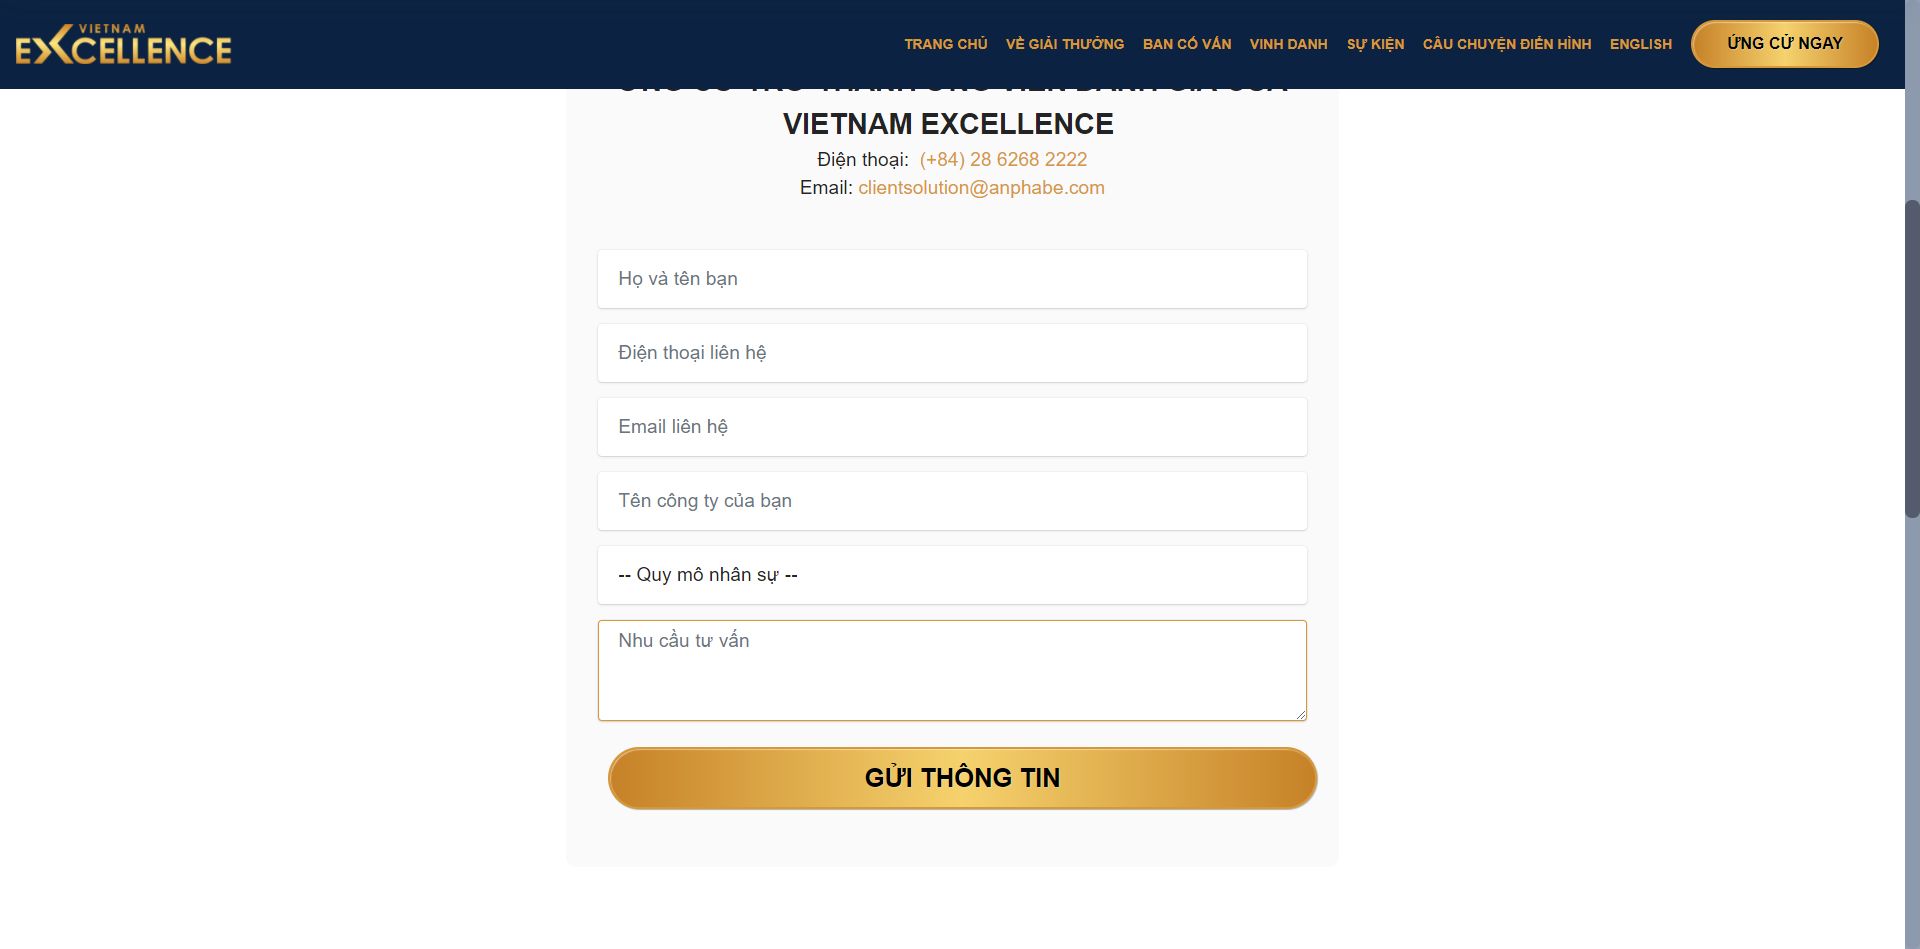 VIETNAM
EXCELLENCE
TRANG CHỦ VỀ GIẢI THƯỞNG BAN CỐ VẤN VINH DANH SỰ KIỆN CÂU CHUYỆN ĐIỂN HÌNH ENGLISH ỨNG CỬ NGAY
VIETNAM EXCELLENCE
Điện thoại: (+84) 28 6268 2222
Email: clientsolution@anphabe.com
Họ và tên bạn
Điện thoại liên hệ
Email liên hệ
Tên công ty của bạn
-- Quy mô nhân sự --
Nhu cầu tư vấn
GỬI THÔNG TIN